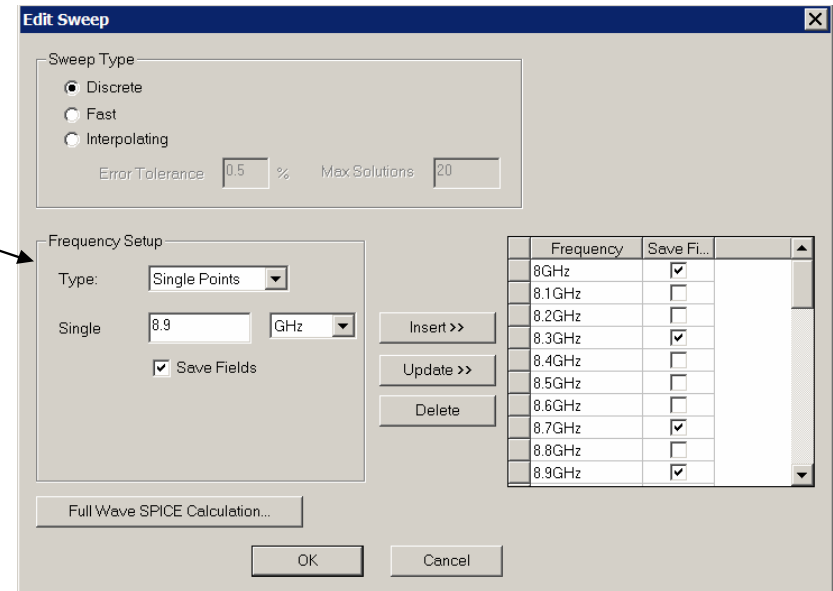 Edit Sweep
Sweep Type
Discrete
Fast
Interpolating
Error Tolerance 0.5 % Max Solutions 20
Frequency Setup
Type: Single Points
Single 8.9 GHz
Save Fields
Insert >>
Update >>
Delete
Frequency Save Fi...
8GHz
8.1GHz
8.2GHz
8.3GHz
8.4GHz
8.5GHz
8.6GHz
8.7GHz
8.8GHz
8.9GHz
Full Wave SPICE Calculation...
OK Cancel